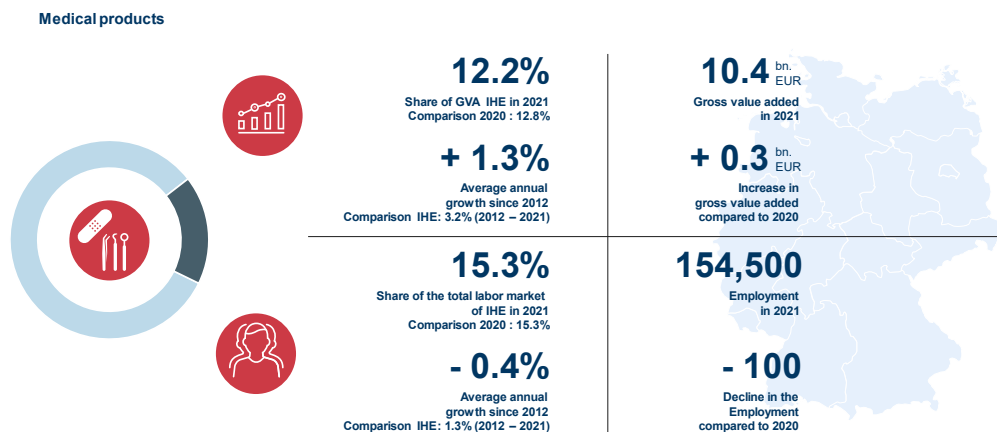 Medical products
12.2%
Share of GVA IHE in 2021
Comparison 2020 : 12.8%
10.4 bn.
EUR
Gross value added
in 2021
+ 1.3%
Average annual
growth since 2012
Comparison IHE: 3.2% (2012 – 2021)
+ 0.3 bn.
EUR
Increase in
gross value added
compared to 2020
15.3%
Share of the total labor market
of IHE in 2021
Comparison 2020 : 15.3%
154,500
Employment
in 2021
- 0.4%
Average annual
growth since 2012
Comparison IHE: 1.3% (2012 – 2021)
- 100
Decline in the
Employment
compared to 2020